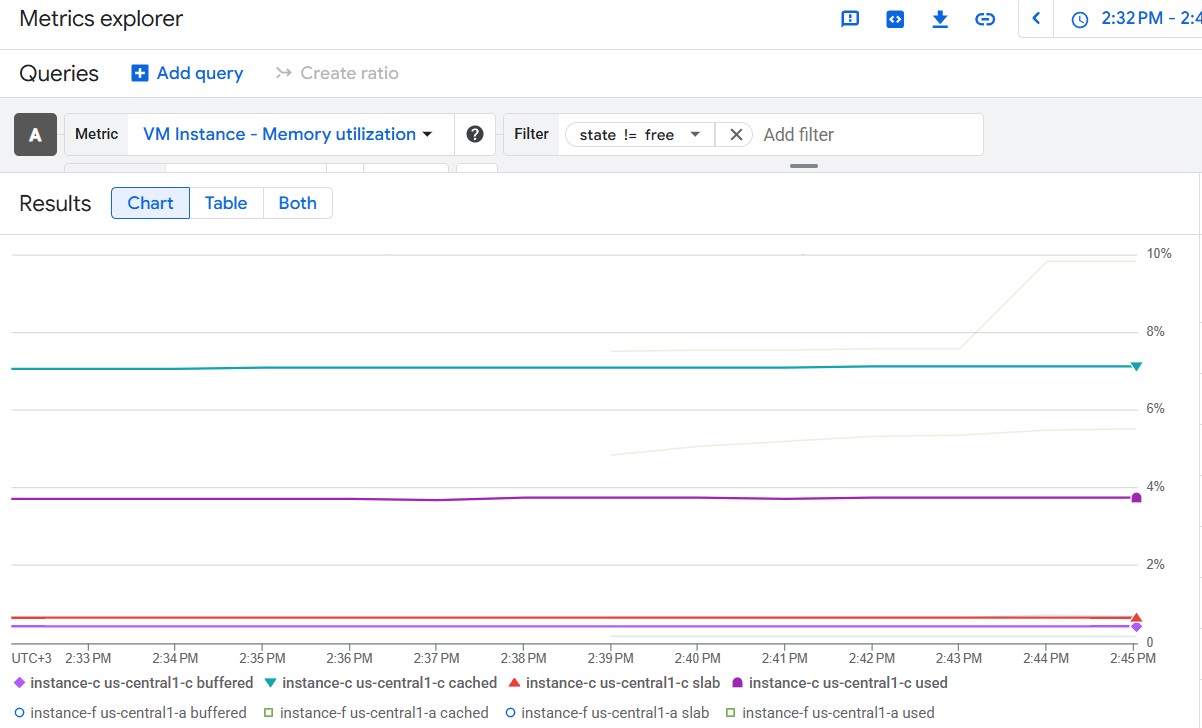 Metrics explorer
2:32 PM - 2:4
Queries Add query Create ratio
A Metric VM Instance - Memory utilization ? Filter state != free Add filter
Results Chart Table Both
10%
8%
6%
4%
2%
0
UTC+3 2:33 PM 2:34 PM 2:35 PM 2:36 PM 2:37 PM 2:38 PM 2:39 PM 2:40 PM 2:41 PM 2:42 PM 2:43 PM 2:44 PM 2:45 PM
instance-c us-central1-c buffered instance-c us-central1-c cached instance-c us-central1-c slab instance-c us-central1-c used
instance-f us-central1-a buffered instance-f us-central1-a cached instance-f us-central1-a slab instance-f us-central1-a used